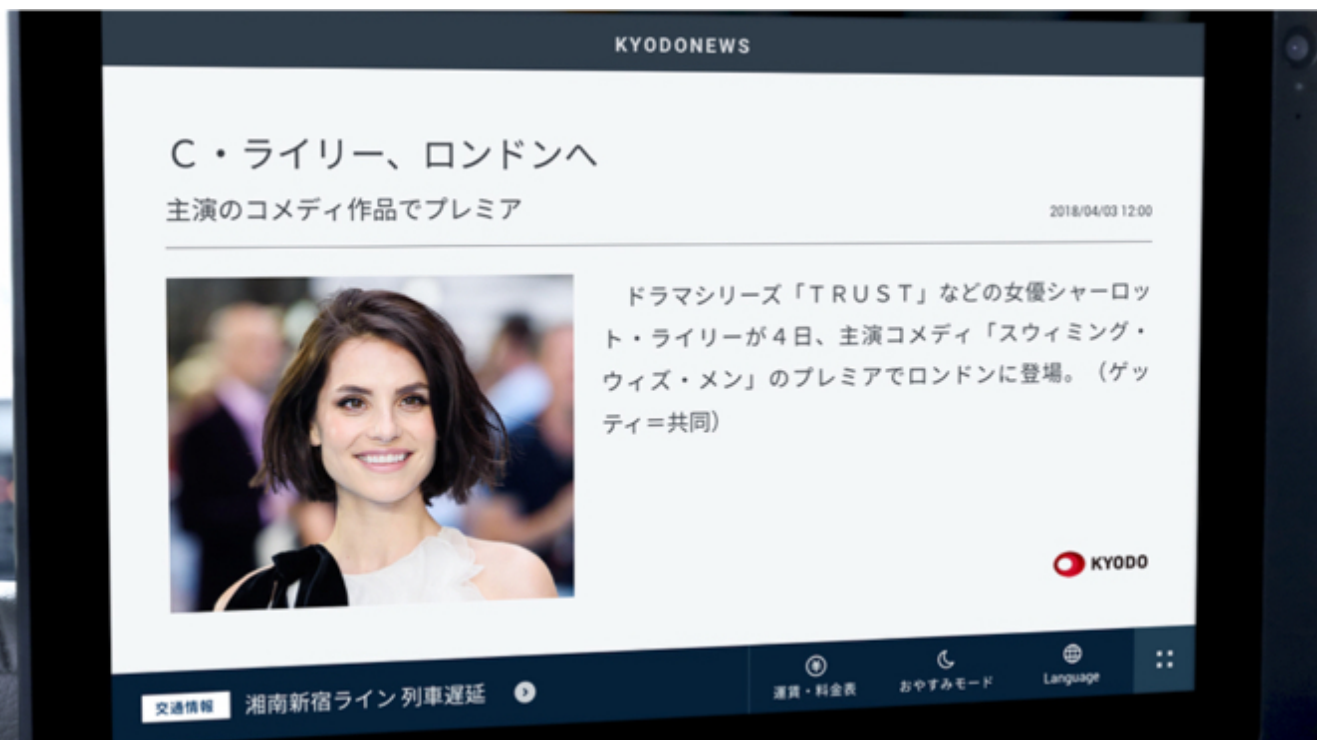 KYODONEWS
C・ライリー、ロンドンへ
主演のコメディ作品でプレミア
2018/04/03 12:00
ドラマシリーズ「TRUST」などの女優シャーロッ
ト・ライリーが4日、主演コメディ「スウィミング・
ウィズ・メン」のプレミアでロンドンに登場。（ゲッ
ティ＝共同）
KYODO
交通情報 湘南新宿ライン 列車遅延
運賃・料金表
おやすみモード
Language